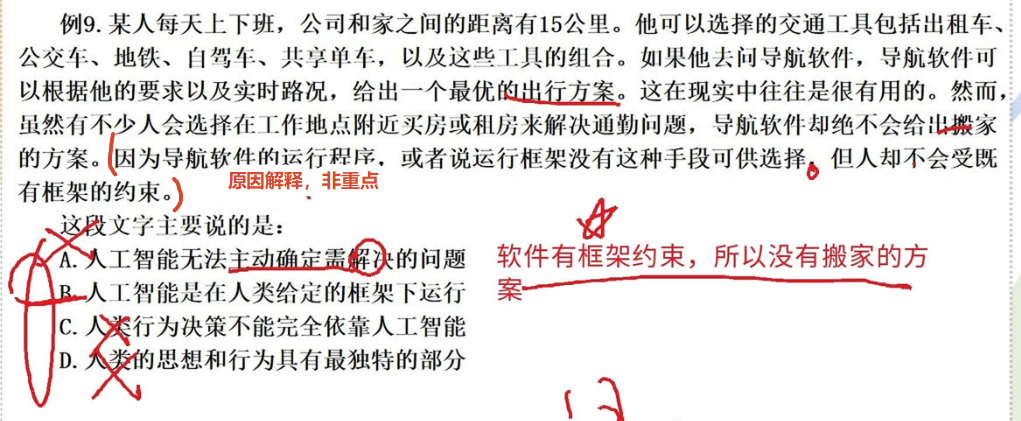 例9. 某人每天上下班，公司和家之间的距离有15公里。他可以选择的交通工具包括出租车、
公交车、地铁、自驾车、共享单车，以及这些工具的组合。如果他去问导航软件，导航软件可
以根据他的要求以及实时路况，给出一个最优的出行方案。这在现实中往往是很有用的。然而，
虽然有不少人会选择在工作地点附近买房或租房来解决通勤问题，导航软件却绝不会给出搬家
的方案。因为导航软件的运行程序，或者说运行框架没有这种手段可供选择，但人却不会受既
原因解释，非重点
有框架的约束。
这段文字主要说的是：
A. 人工智能无法主动确定需解决的问题
软件有框架约束，所以没有搬家的方
案
B. 人工智能是在人类给定的框架下运行
C. 人类行为决策不能完全依靠人工智能
D. 人类的思想和行为具有最独特的部分